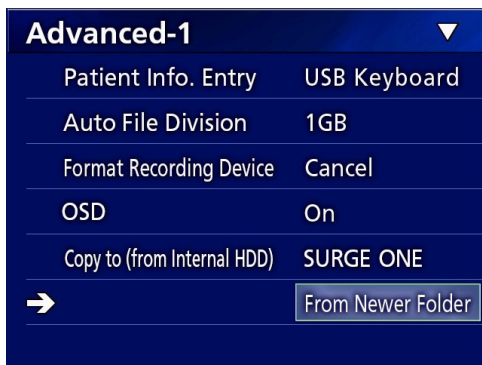 Advanced-1
Patient Info. Entry USB Keyboard
Auto File Division 1GB
Format Recording Device Cancel
OSD On
Copy to (from Internal HDD) SURGE ONE
From Newer Folder